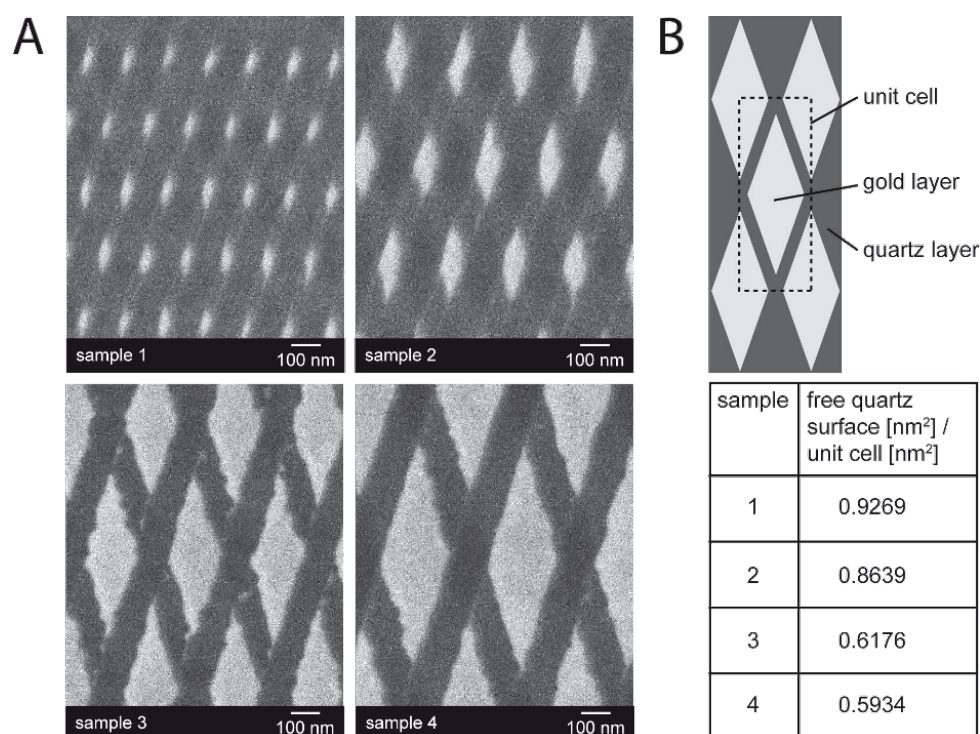 A
sample 1
100 nm
sample 2
100 nm
sample 3
100 nm
sample 4
100 nm
B
unit cell
gold layer
quartz layer
sample
free quartz
surface [nm²] /
unit cell [nm²]
1
0.9269
2
0.8639
3
0.6176
4
0.5934